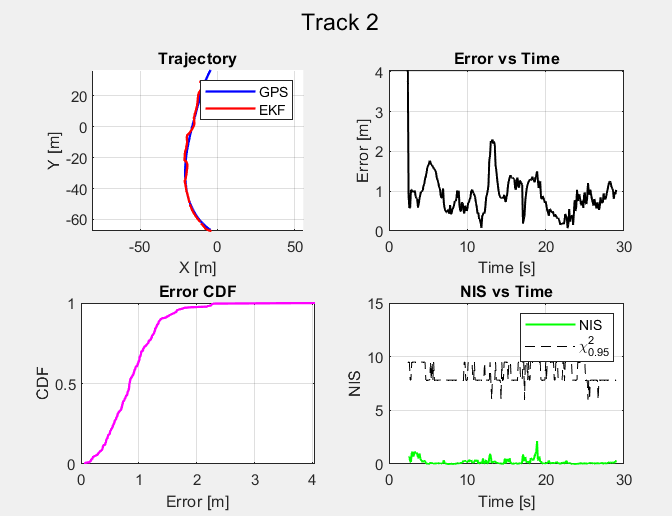 Track 2
Trajectory
Y [m]
20
0
-20
-40
-60
GPS
EKF
-50
0
50
X [m]
Error vs Time
Error [m]
4
3
2
1
0
0
10
20
30
Time [s]
Error CDF
CDF
1
0.5
0
0
1
2
3
4
Error [m]
NIS vs Time
NIS
15
10
5
0
NIS
χ²0.95
0
10
20
30
Time [s]